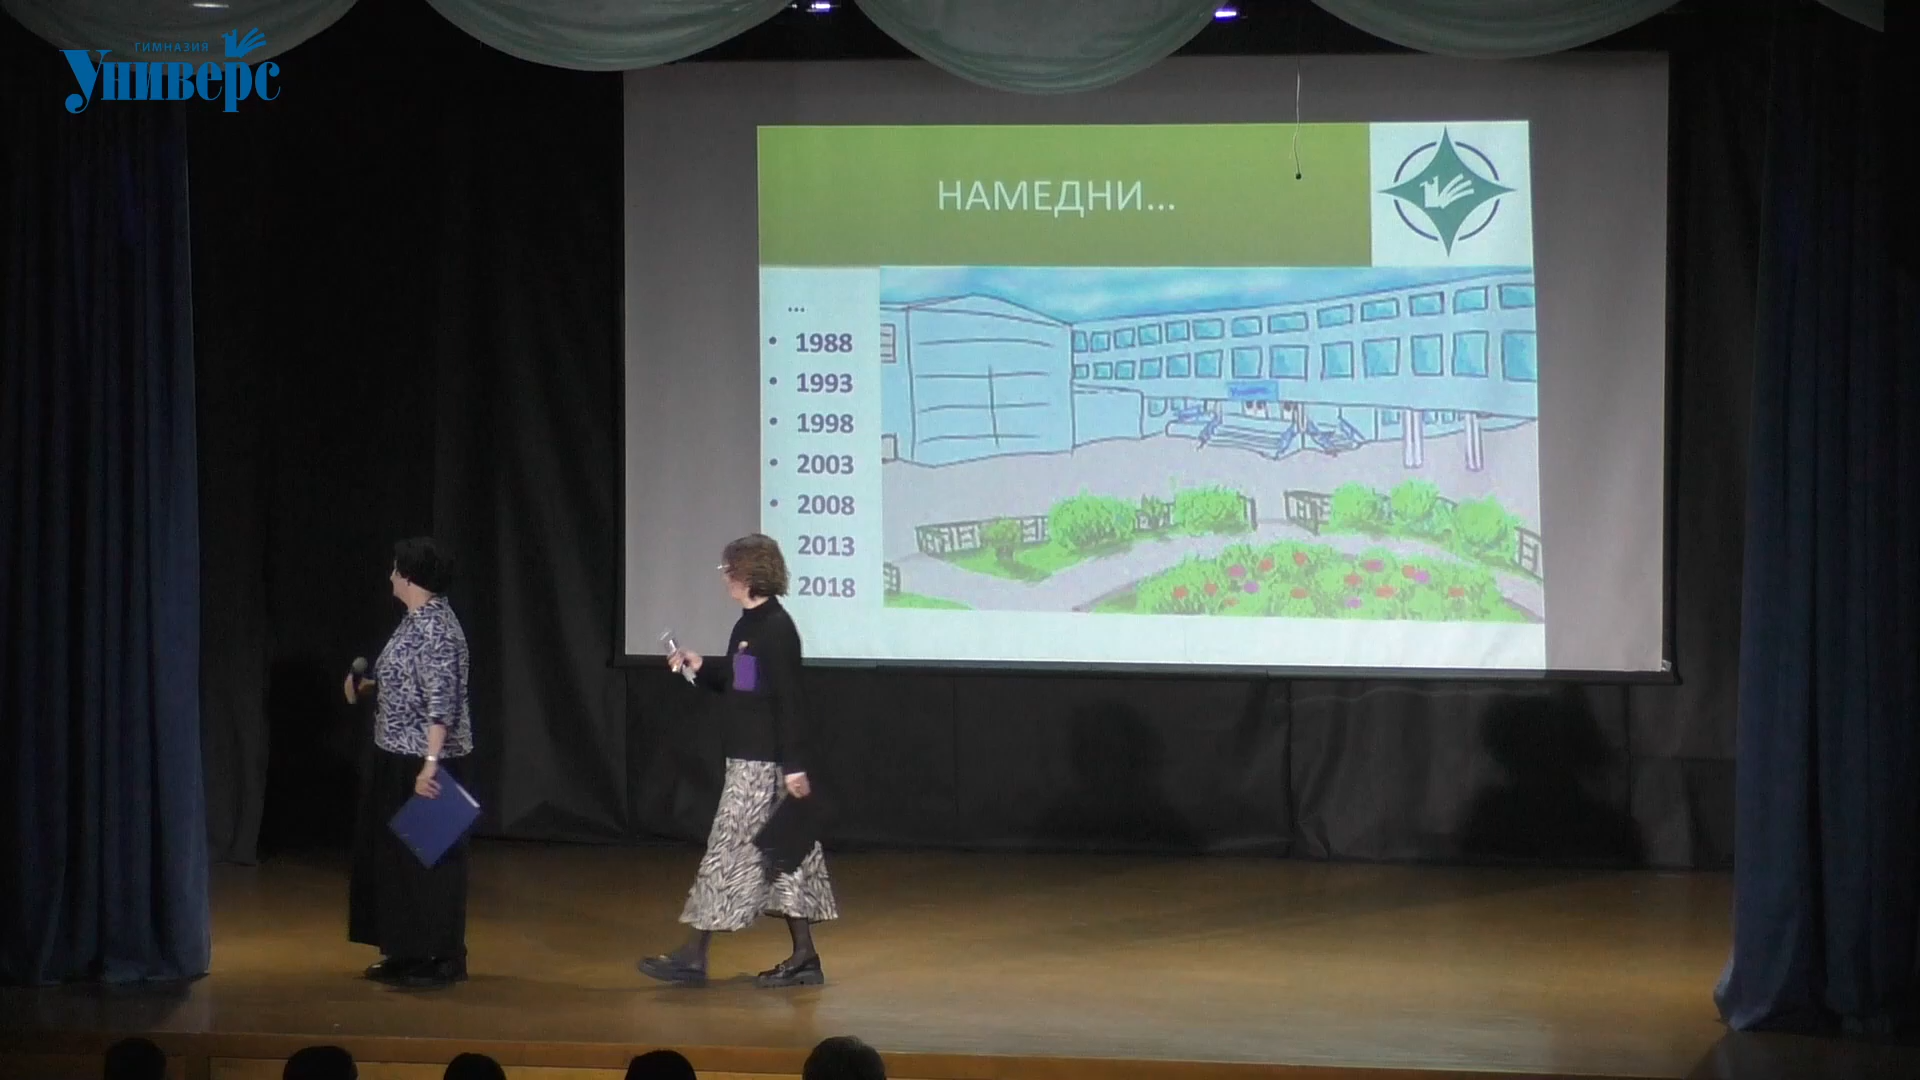 ГИМНАЗИЯ
Универс
НАМЕДНИ...
...
• 1988
• 1993
• 1998
• 2003
• 2008
2013
2018